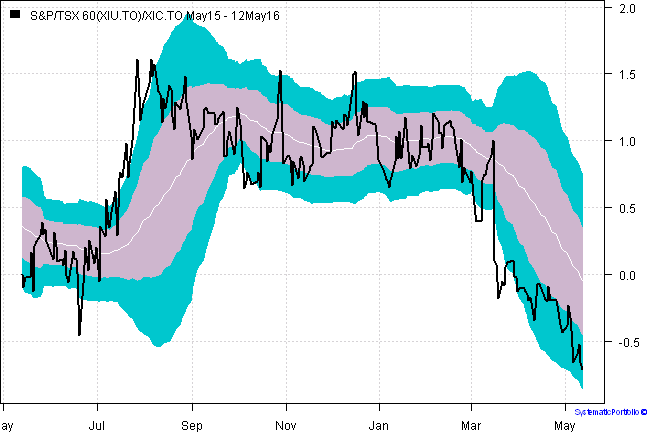 S&P/TSX 60(XIU.TO)/XIC.TO May15 - 12May16
2.0
1.5
1.0
0.5
0.0
-0.5
ay Jul Sep Nov Jan Mar May
SystematicPortfolio ©